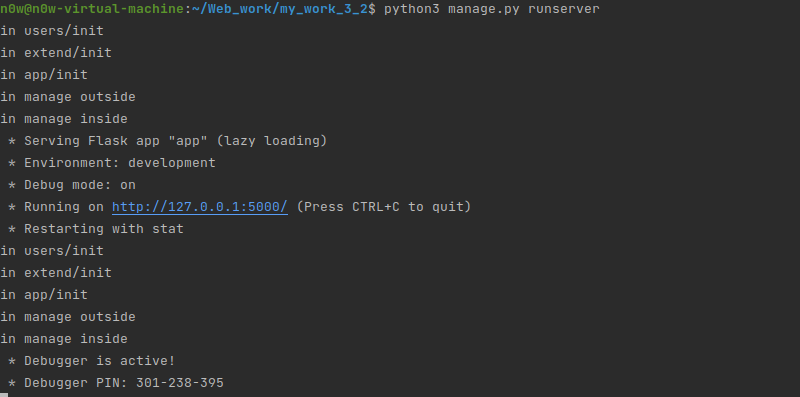 n0w@n0w-virtual-machine:~/Web_work/my_work_3_2$ python3 manage.py runserver
in users/init
in extend/init
in app/init
in manage outside
in manage inside
 * Serving Flask app "app" (lazy loading)
 * Environment: development
 * Debug mode: on
 * Running on http://127.0.0.1:5000/ (Press CTRL+C to quit)
 * Restarting with stat
in users/init
in extend/init
in app/init
in manage outside
in manage inside
 * Debugger is active!
 * Debugger PIN: 301-238-395